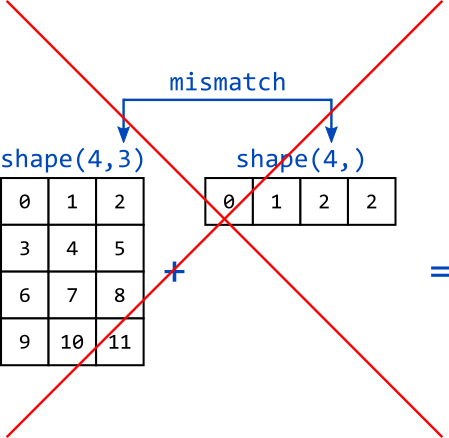 mismatch
shape(4,3) shape(4,)
0 1 2 0 1 2 2
3 4 5
+ =
6 7 8
9 10 11